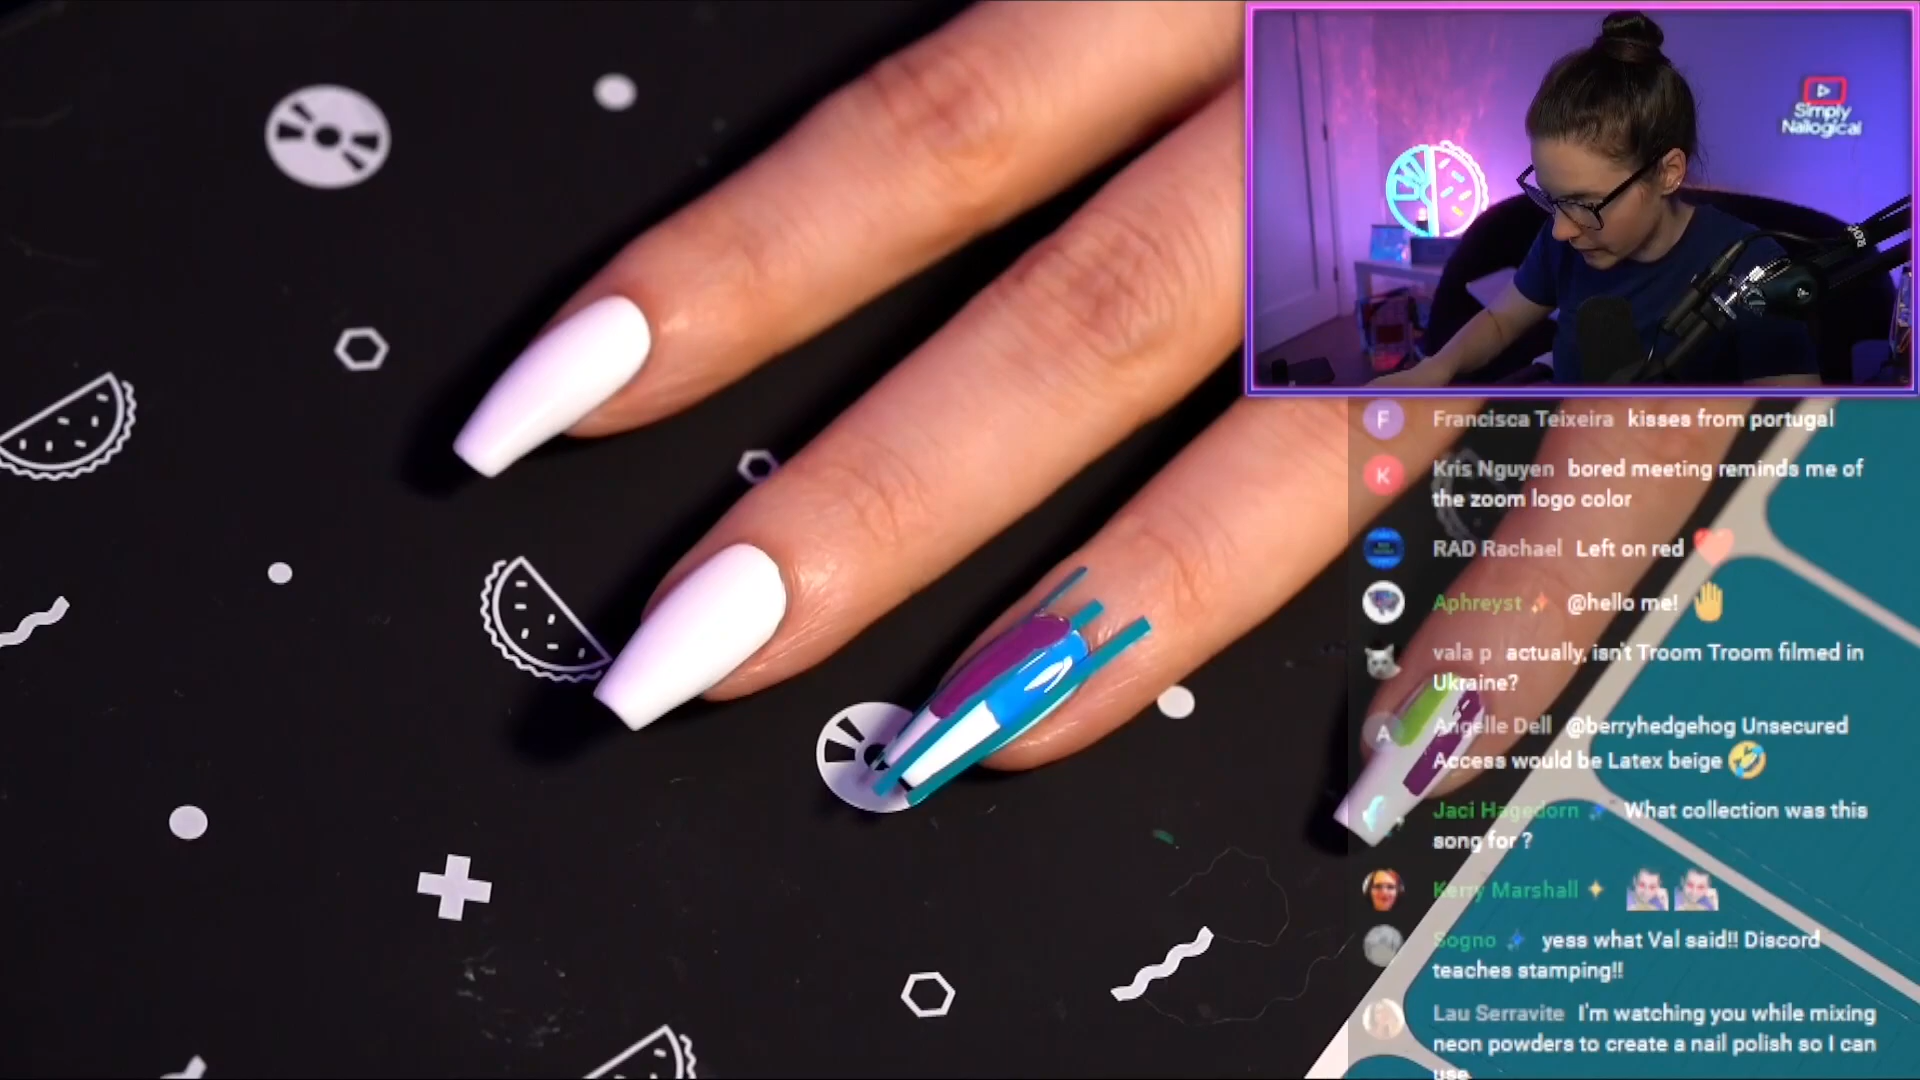 Simply
Nailogical
Francisca Teixeira kisses from portugal
Kris Nguyen bored meeting reminds me of
the zoom logo color
RAD Rachael Left on red
Aphreyst @hello me!
vala p actually, isn't Troom Troom filmed in
Ukraine?
Angelle Dell @berryhedgehog Unsecured
Access would be Latex beige
Jaci Hagedorn What collection was this
song for ?
Kerry Marshall
Sogno yess what Val said!! Discord
teaches stamping!!
Lau Serravite I'm watching you while mixing
neon powders to create a nail polish so I can
use
F
K
A